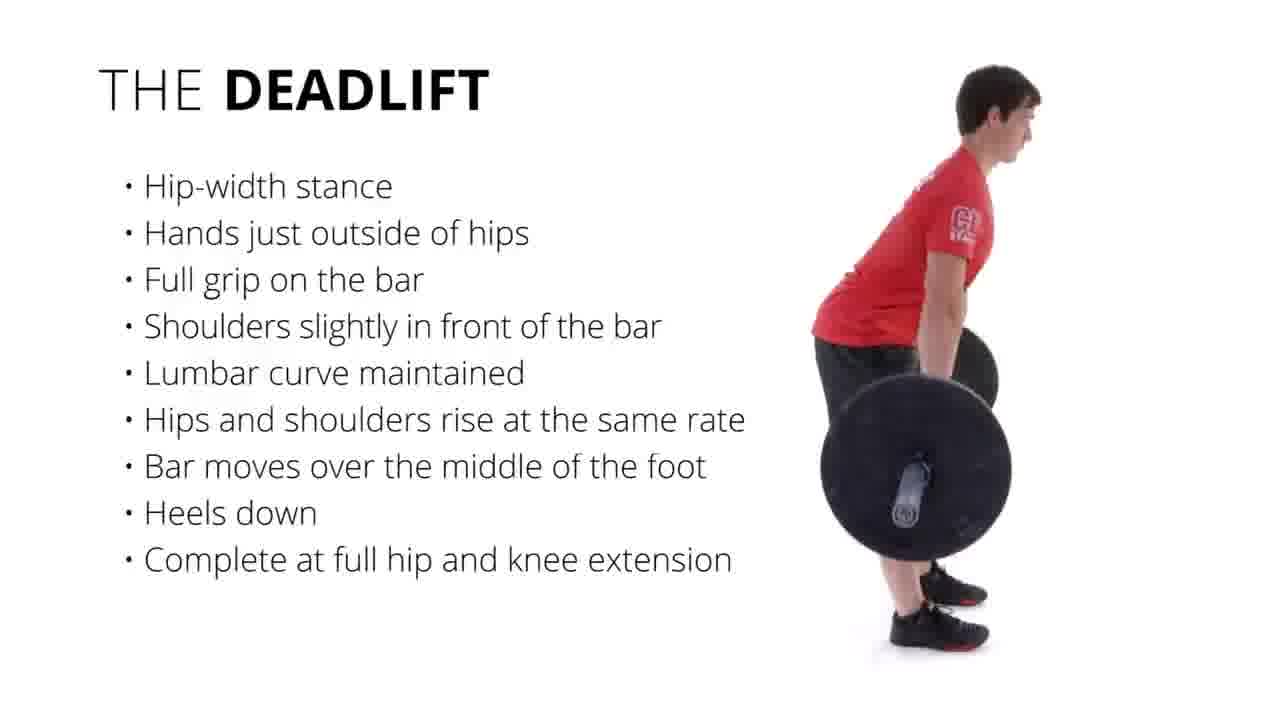 THE DEADLIFT
• Hip-width stance
• Hands just outside of hips
• Full grip on the bar
• Shoulders slightly in front of the bar
• Lumbar curve maintained
• Hips and shoulders rise at the same rate
• Bar moves over the middle of the foot
• Heels down
• Complete at full hip and knee extension